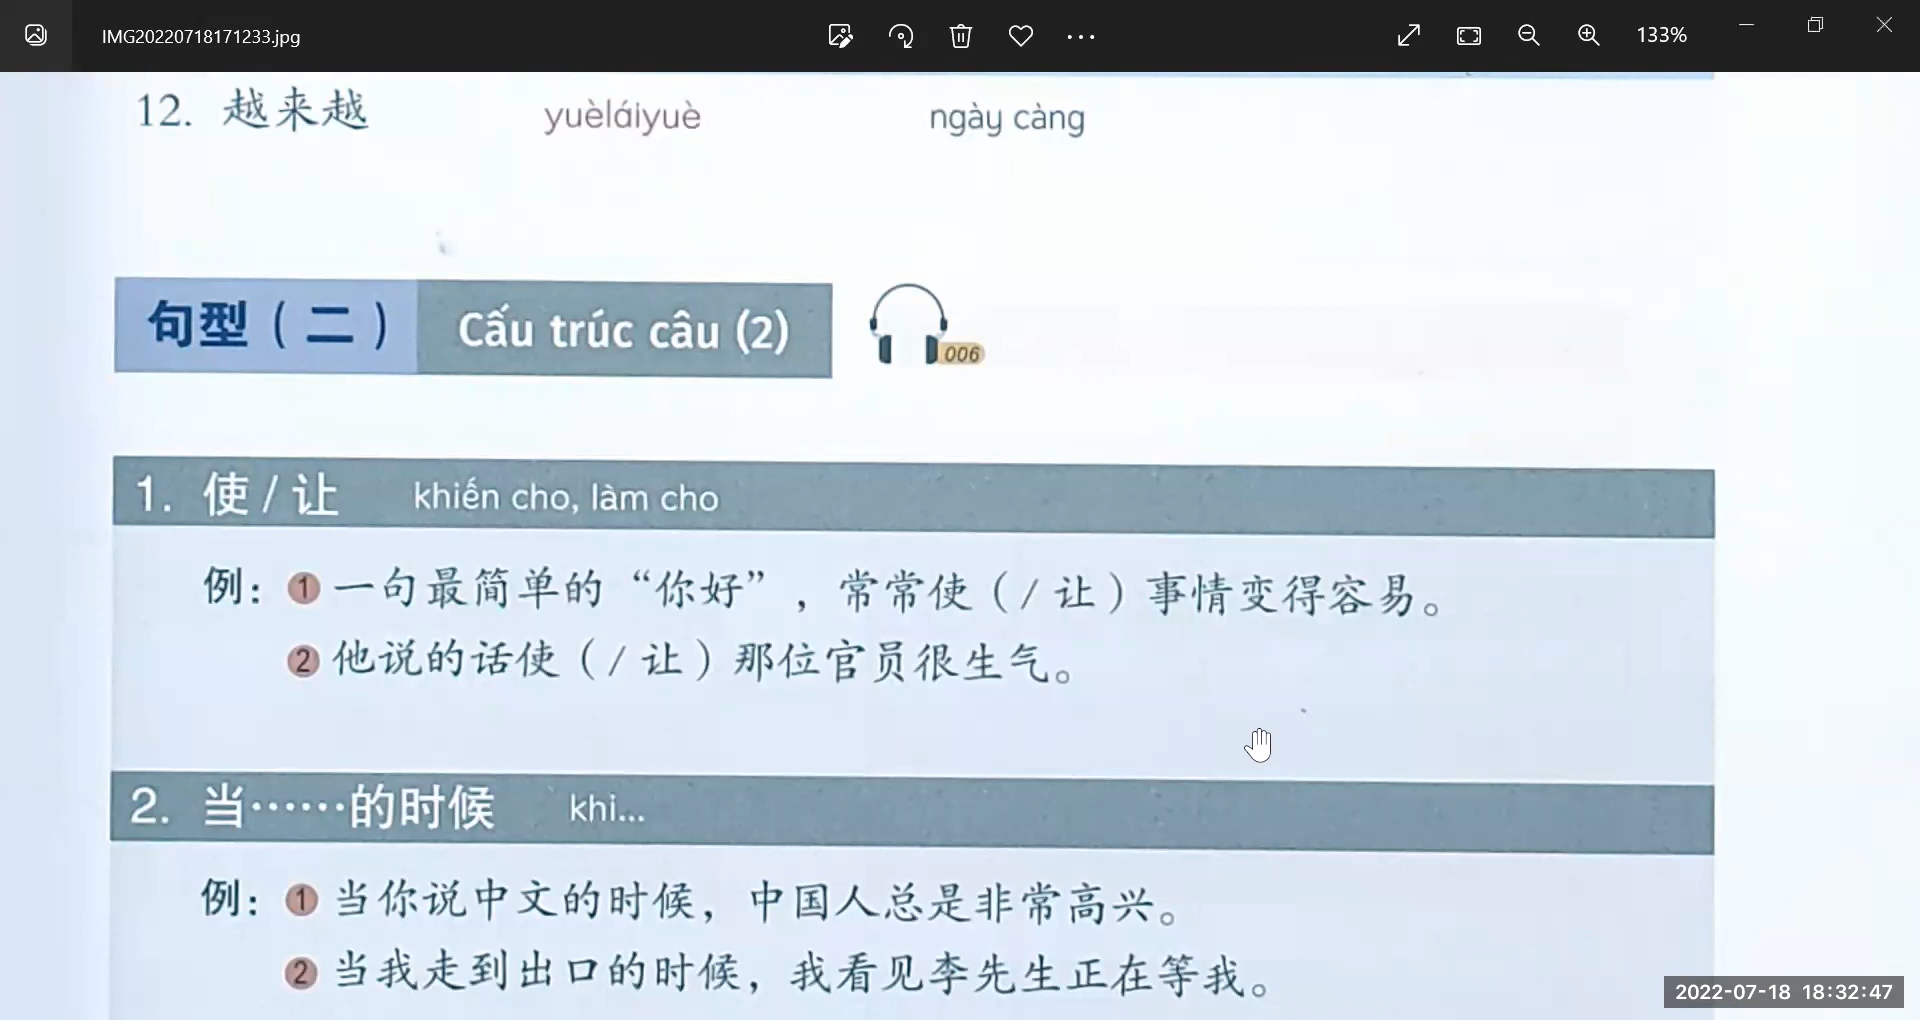 IMG20220718171233.jpg
133%
12. 越来越 yuèláiyuè ngày càng
句型（二） Cấu trúc câu (2) 006
1. 使 / 让 khiến cho, làm cho
例： 1 一句最简单的“你好”，常常使（/ 让）事情变得容易。
2 他说的话使（/ 让）那位官员很生气。
2. 当……的时候 khi...
例： 1 当你说中文的时候，中国人总是非常高兴。
2 当我走到出口的时候，我看见李先生正在等我。
2022-07-18 18:32:47